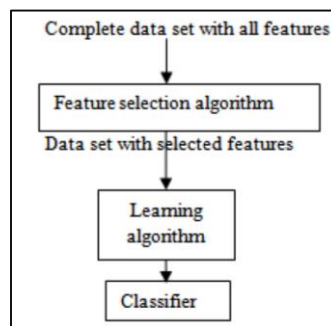 Complete data set with all features
Feature selection algorithm
Data set with selected features
Learning
algorithm
Classifier